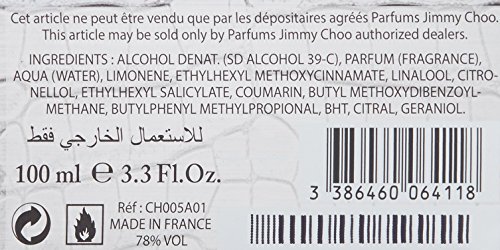 Cet article ne peut être vendu que par les dépositaires agréés Parfums Jimmy Choo.
This article may be sold only by Parfums Jimmy Choo authorized dealers.
INGREDIENTS : ALCOHOL DENAT. (SD ALCOHOL 39-C), PARFUM (FRAGRANCE),
AQUA (WATER), LIMONENE, ETHYLHEXYL METHOXYCINNAMATE, LINALOOL, CITRO-
NELLOL, ETHYLHEXYL SALICYLATE, COUMARIN, BUTYL METHOXYDIBENZOYL-
METHANE, BUTYLPHENYL METHYLPROPIONAL, BHT, CITRAL, GERANIOL.
للاستعمال الخارجي فقط
100 ml ℮ 3.3 Fl.Oz.
3 386460 064118
Réf : CH005A01
MADE IN FRANCE
78% VOL